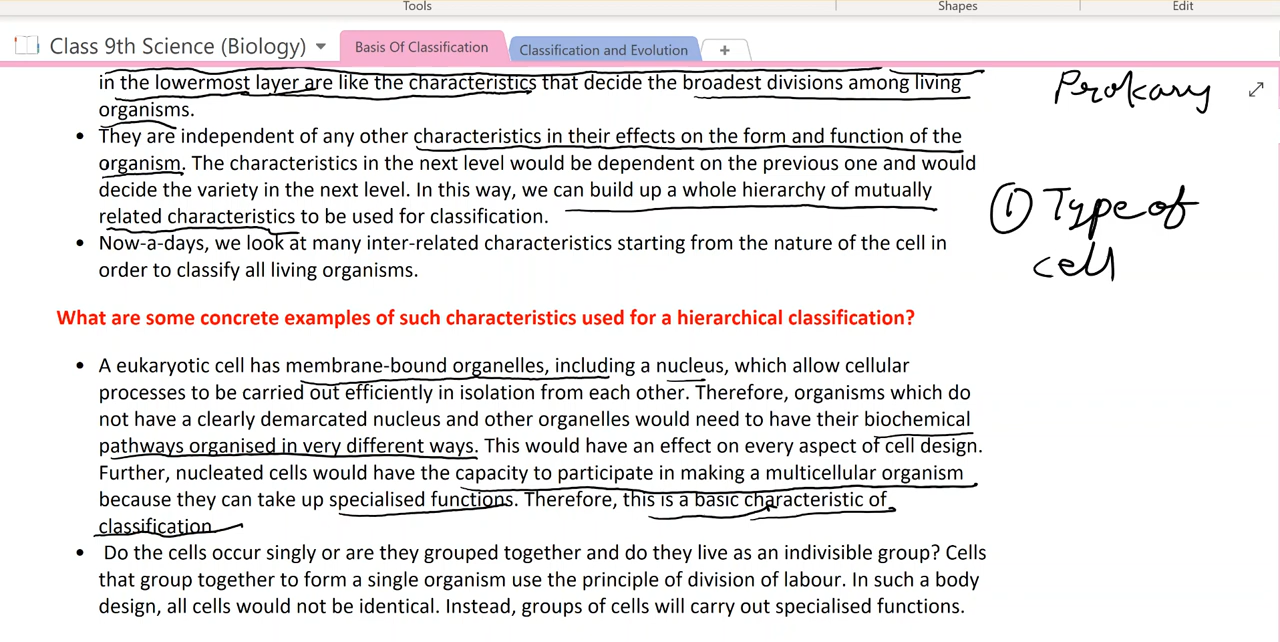 Tools Shapes Edit
Class 9th Science (Biology) Basis Of Classification Classification and Evolution +
in the lowermost layer are like the characteristics that decide the broadest divisions among living
organisms.
Prokary
• They are independent of any other characteristics in their effects on the form and function of the
organism. The characteristics in the next level would be dependent on the previous one and would
decide the variety in the next level. In this way, we can build up a whole hierarchy of mutually
related characteristics to be used for classification.
① Type of
cell
• Now-a-days, we look at many inter-related characteristics starting from the nature of the cell in
order to classify all living organisms.
What are some concrete examples of such characteristics used for a hierarchical classification?
• A eukaryotic cell has membrane-bound organelles, including a nucleus, which allow cellular
processes to be carried out efficiently in isolation from each other. Therefore, organisms which do
not have a clearly demarcated nucleus and other organelles would need to have their biochemical
pathways organised in very different ways. This would have an effect on every aspect of cell design.
Further, nucleated cells would have the capacity to participate in making a multicellular organism
because they can take up specialised functions. Therefore, this is a basic characteristic of
classification
• Do the cells occur singly or are they grouped together and do they live as an indivisible group? Cells
that group together to form a single organism use the principle of division of labour. In such a body
design, all cells would not be identical. Instead, groups of cells will carry out specialised functions.